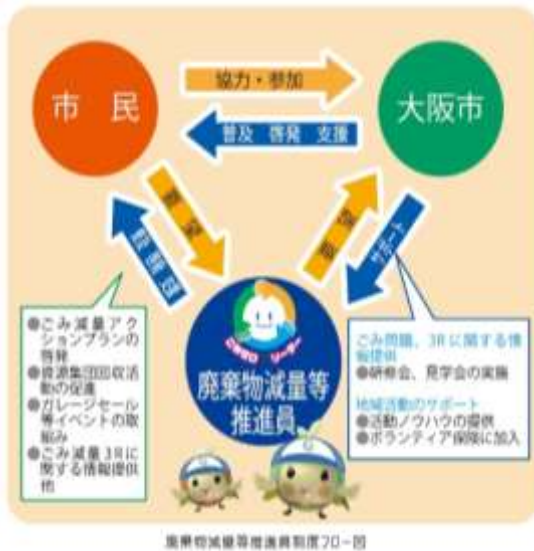 市 民
協力・参加
大阪市
普及 啓発 支援
サポート
ごみゼロ リーダー
廃棄物減量等
推進員
●ごみ減量アク
ションプランの
啓発
●資源集団回収活
動の促進
●ガレージセール
等イベントの取
組み
●ごみ減量3Rに
関する情報提供
他
ごみ問題、3Rに関する情
報提供
●研修会、見学会の実施
地域活動のサポート
●活動ノウハウの提供
●ボランティア保険に加入
廃棄物減量等推進員制度フロー図